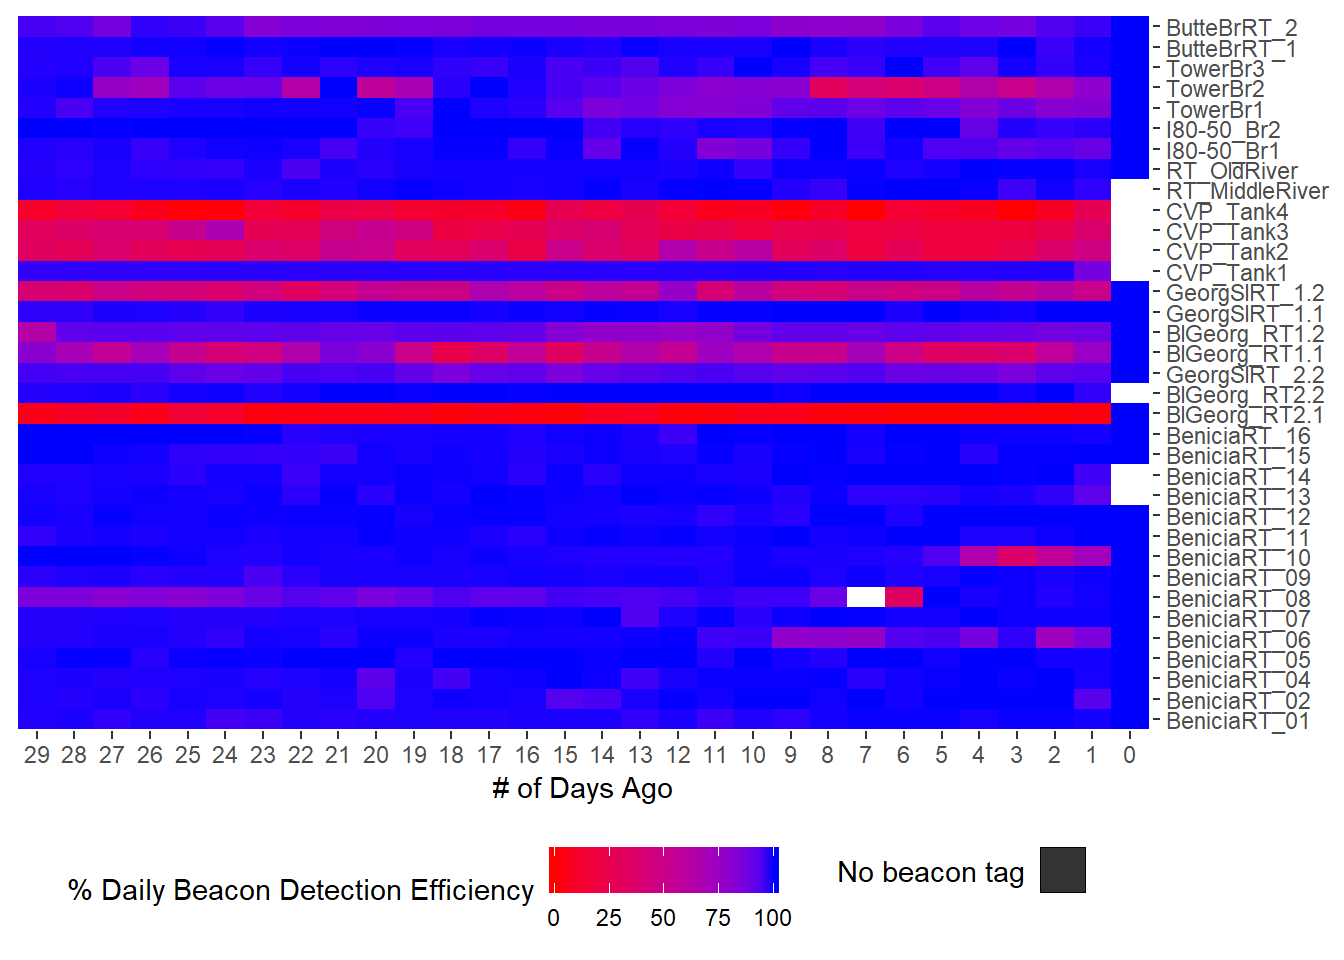 ButteBrRT_2
ButteBrRT_1
TowerBr3
TowerBr2
TowerBr1
I80-50_Br2
I80-50_Br1
RT_OldRiver
RT_MiddleRiver
CVP_Tank4
CVP_Tank3
CVP_Tank2
CVP_Tank1
GeorgSlRT_1.2
GeorgSlRT_1.1
BlGeorg_RT1.2
BlGeorg_RT1.1
GeorgSlRT_2.2
BlGeorg_RT2.2
BlGeorg_RT2.1
BeniciaRT_16
BeniciaRT_15
BeniciaRT_14
BeniciaRT_13
BeniciaRT_12
BeniciaRT_11
BeniciaRT_10
BeniciaRT_09
BeniciaRT_08
BeniciaRT_07
BeniciaRT_06
BeniciaRT_05
BeniciaRT_04
BeniciaRT_02
BeniciaRT_01
29 28 27 26 25 24 23 22 21 20 19 18 17 16 15 14 13 12 11 10 9 8 7 6 5 4 3 2 1 0
# of Days Ago
% Daily Beacon Detection Efficiency
0 25 50 75 100
No beacon tag